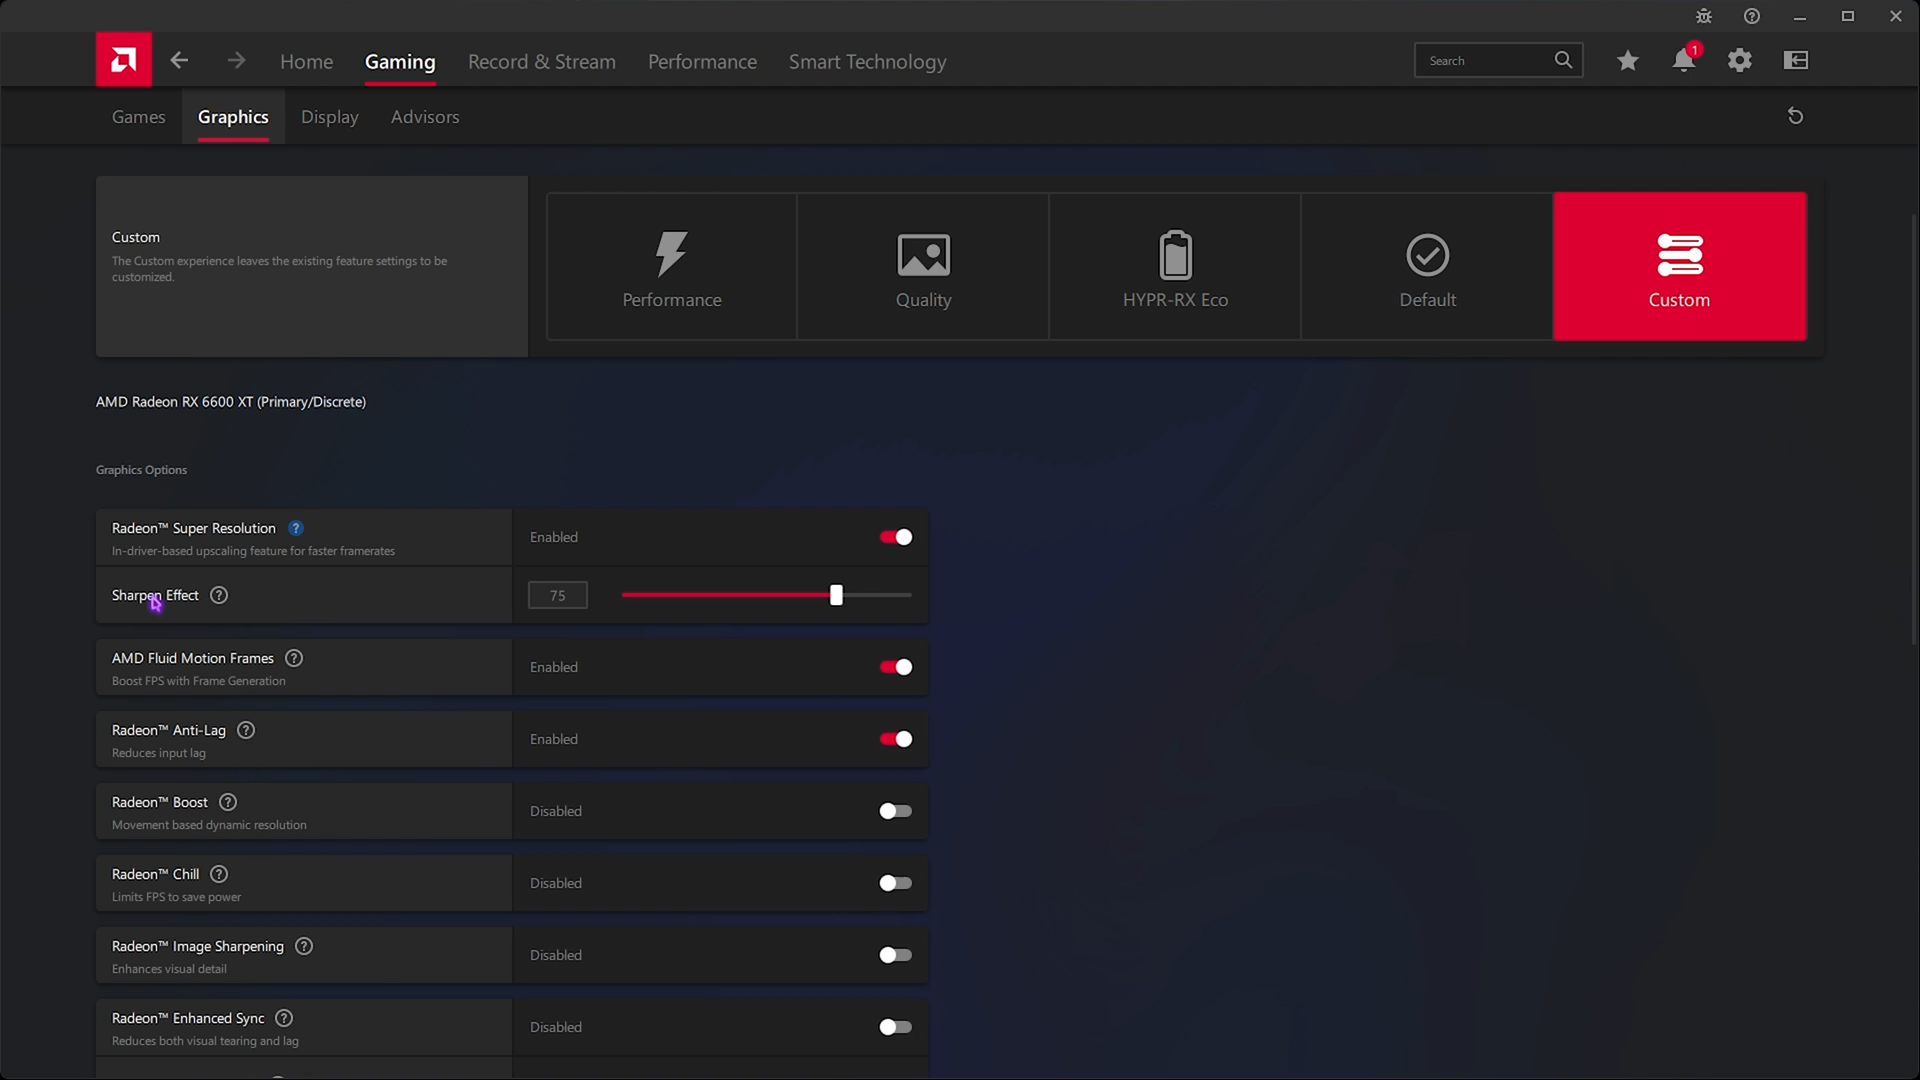 Home
Gaming
Record & Stream
Performance
Smart Technology
Search
1
Games
Graphics
Display
Advisors
Custom
The Custom experience leaves the existing feature settings to be
customized.
Performance
Quality
HYPR-RX Eco
Default
Custom
AMD Radeon RX 6600 XT (Primary/Discrete)
Graphics Options
Radeon™ Super Resolution ?
In-driver-based upscaling feature for faster framerates
Enabled
Sharpen Effect ?
75
AMD Fluid Motion Frames ?
Boost FPS with Frame Generation
Enabled
Radeon™ Anti-Lag ?
Reduces input lag
Enabled
Radeon™ Boost ?
Movement based dynamic resolution
Disabled
Radeon™ Chill ?
Limits FPS to save power
Disabled
Radeon™ Image Sharpening ?
Enhances visual detail
Disabled
Radeon™ Enhanced Sync ?
Reduces both visual tearing and lag
Disabled